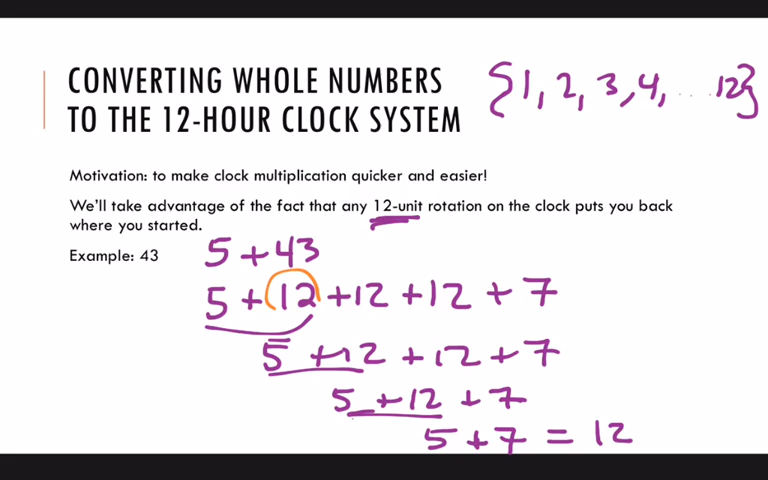 CONVERTING WHOLE NUMBERS
TO THE 12-HOUR CLOCK SYSTEM
{1, 2, 3, 4, ... 12}
Motivation: to make clock multiplication quicker and easier!
We'll take advantage of the fact that any 12-unit rotation on the clock puts you back
where you started.
Example: 43
5 + 43
5 + 12 + 12 + 12 + 7
5 + 12 + 12 + 7
5 + 12 + 7
5 + 7 = 12